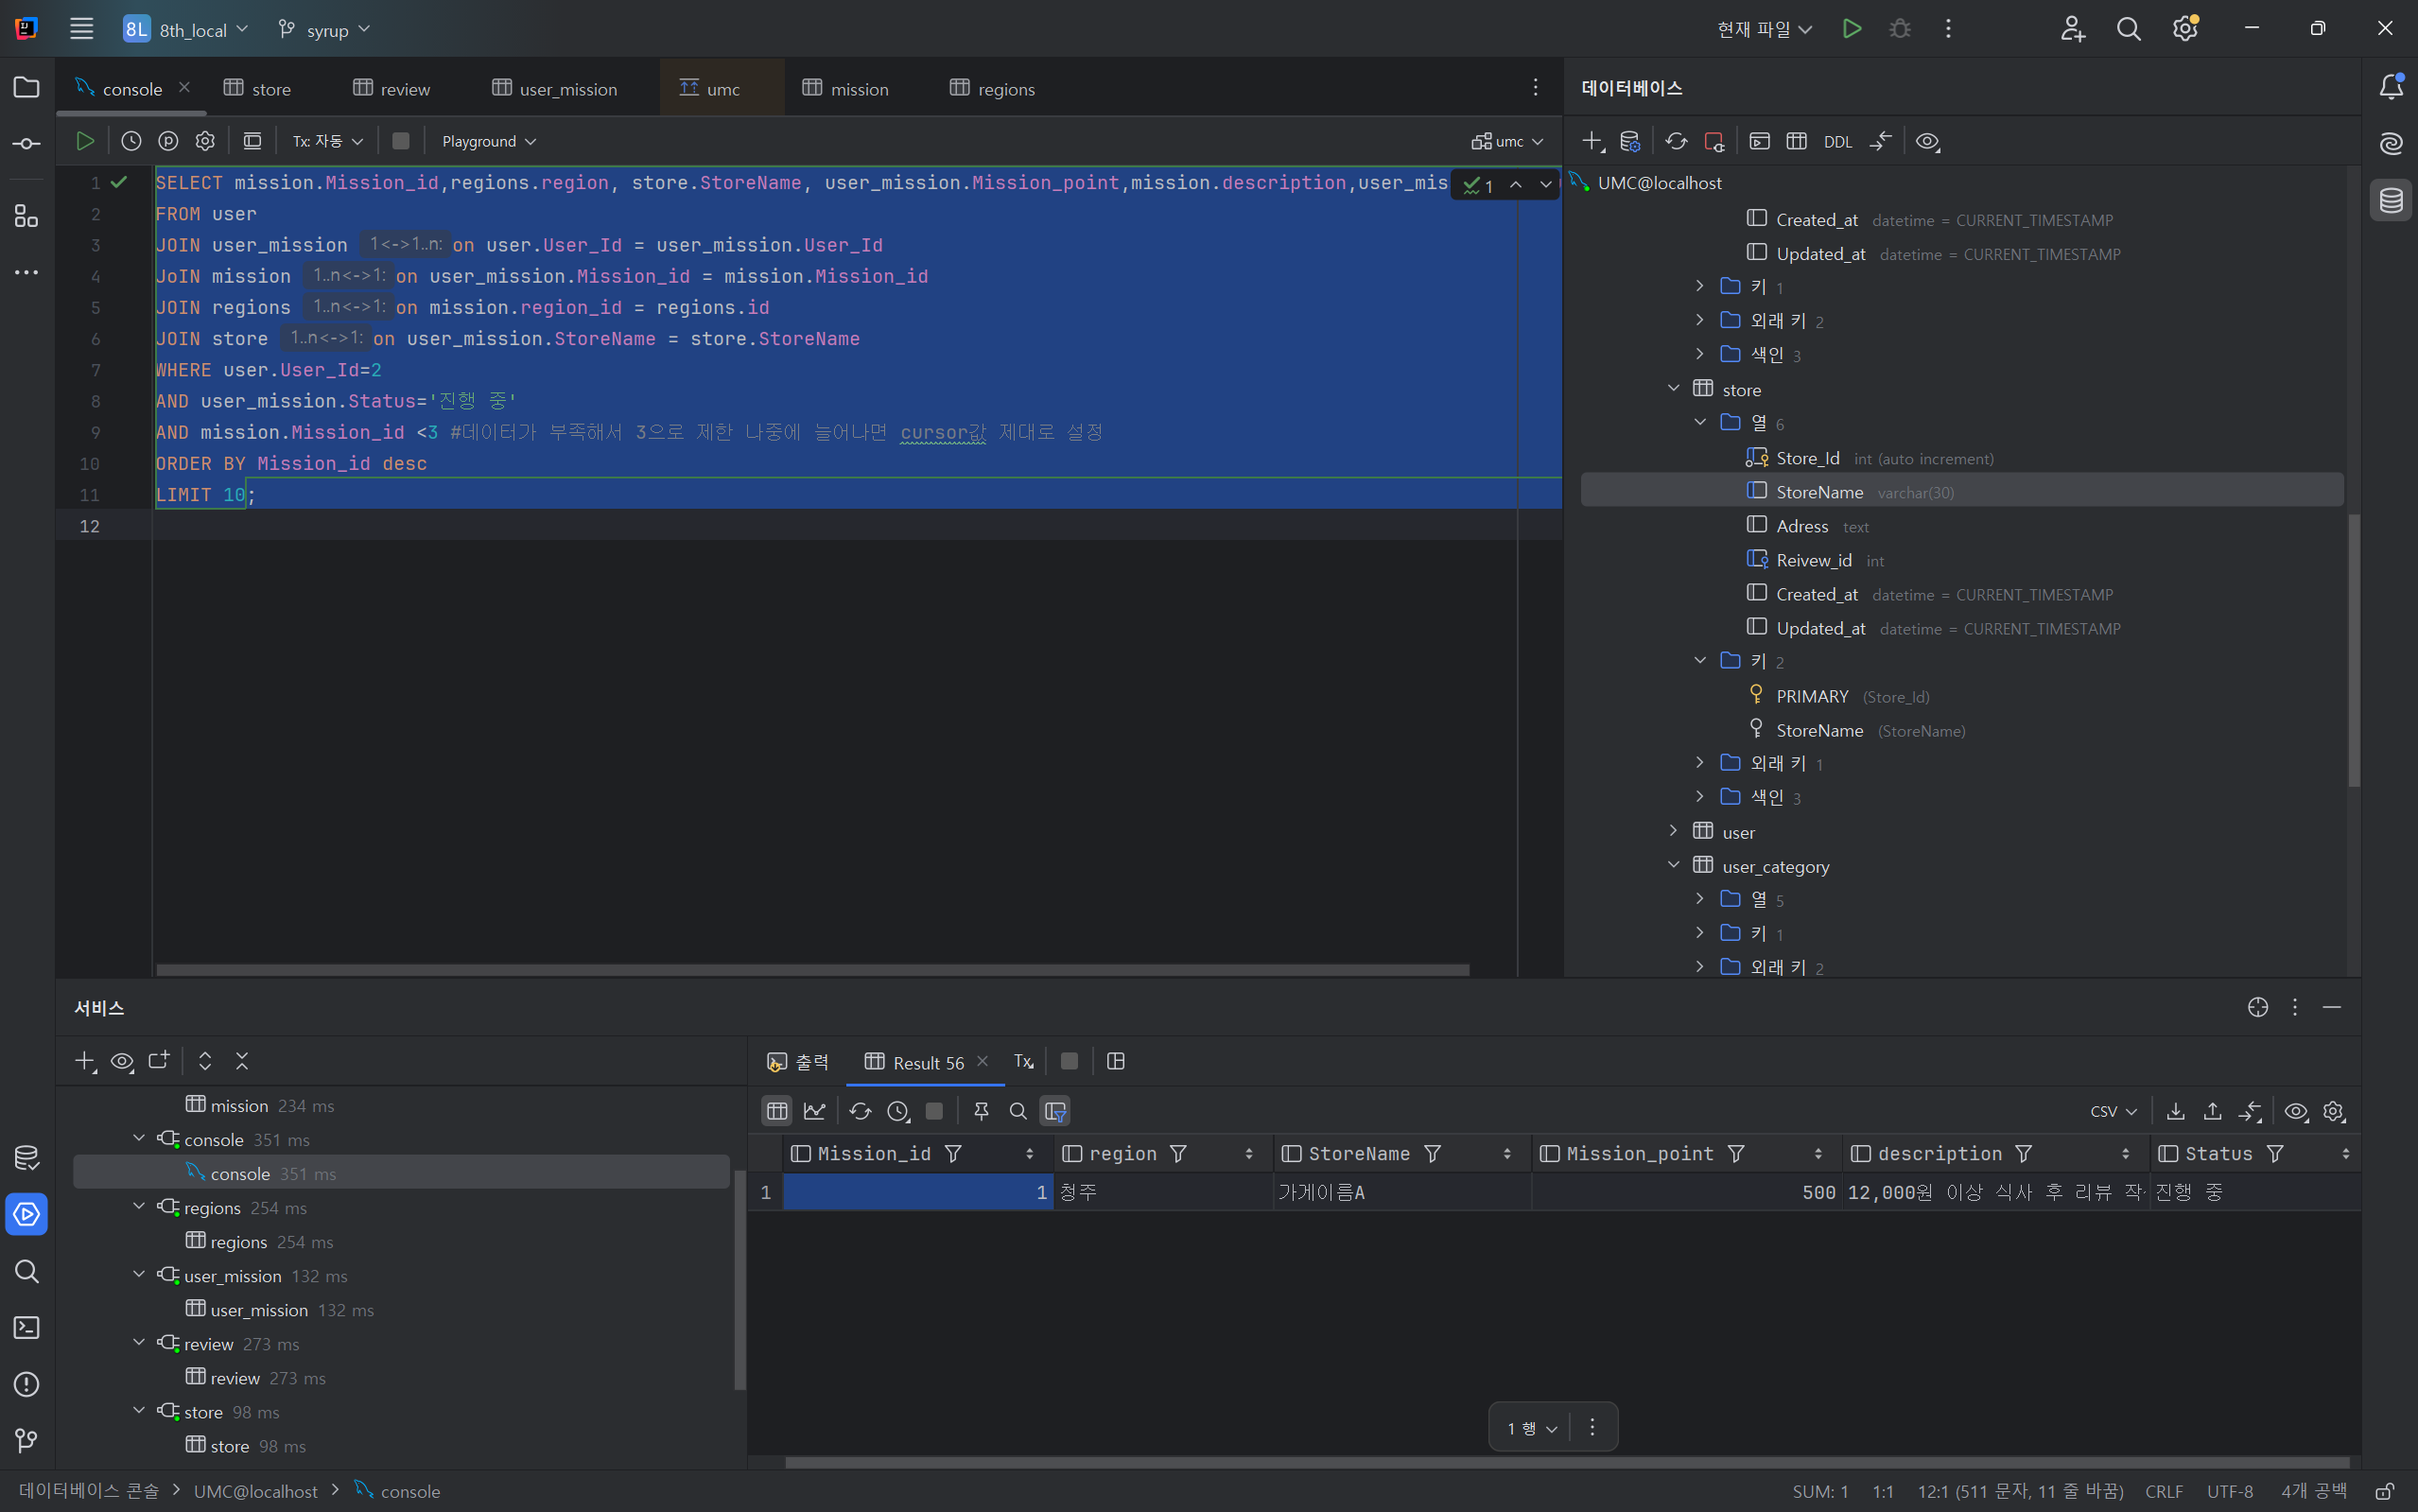 8L 8th_local syrup 현재 파일
console store review user_mission umc mission regions 데이터베이스
Tx: 자동 Playground umc DDL
1 SELECT mission.Mission_id,regions.region, store.StoreName, user_mission.Mission_point,mission.description,user_mis 1
2 FROM user
3 JOIN user_mission 1<->1..n: on user.User_Id = user_mission.User_Id
4 JoIN mission 1..n<->1: on user_mission.Mission_id = mission.Mission_id
5 JOIN regions 1..n<->1: on mission.region_id = regions.id
6 JOIN store 1..n<->1: on user_mission.StoreName = store.StoreName
7 WHERE user.User_Id=2
8 AND user_mission.Status='진행 중'
9 AND mission.Mission_id <3 #데이터가 부족해서 3으로 제한 나중에 늘어나면 cursor값 제대로 설정
10 ORDER BY Mission_id desc
11 LIMIT 10;
12
UMC@localhost
Created_at datetime = CURRENT_TIMESTAMP
Updated_at datetime = CURRENT_TIMESTAMP
키 1
외래 키 2
색인 3
store
열 6
Store_Id int (auto increment)
StoreName varchar(30)
Adress text
Reivew_id int
Created_at datetime = CURRENT_TIMESTAMP
Updated_at datetime = CURRENT_TIMESTAMP
키 2
PRIMARY (Store_Id)
StoreName (StoreName)
외래 키 1
색인 3
user
user_category
열 5
키 1
외래 키 2
서비스
mission 234 ms
console 351 ms
console 351 ms
regions 254 ms
regions 254 ms
user_mission 132 ms
user_mission 132 ms
review 273 ms
review 273 ms
store 98 ms
store 98 ms
출력 Result 56 Tx
CSV
Mission_id region StoreName Mission_point description Status
1 1 청주 가게이름A 500 12,000원 이상 식사 후 리뷰 작 진행 중
1 행
데이터베이스 콘솔 UMC@localhost console SUM: 1 1:1 12:1 (511 문자, 11 줄 바꿈) CRLF UTF-8 4개 공백